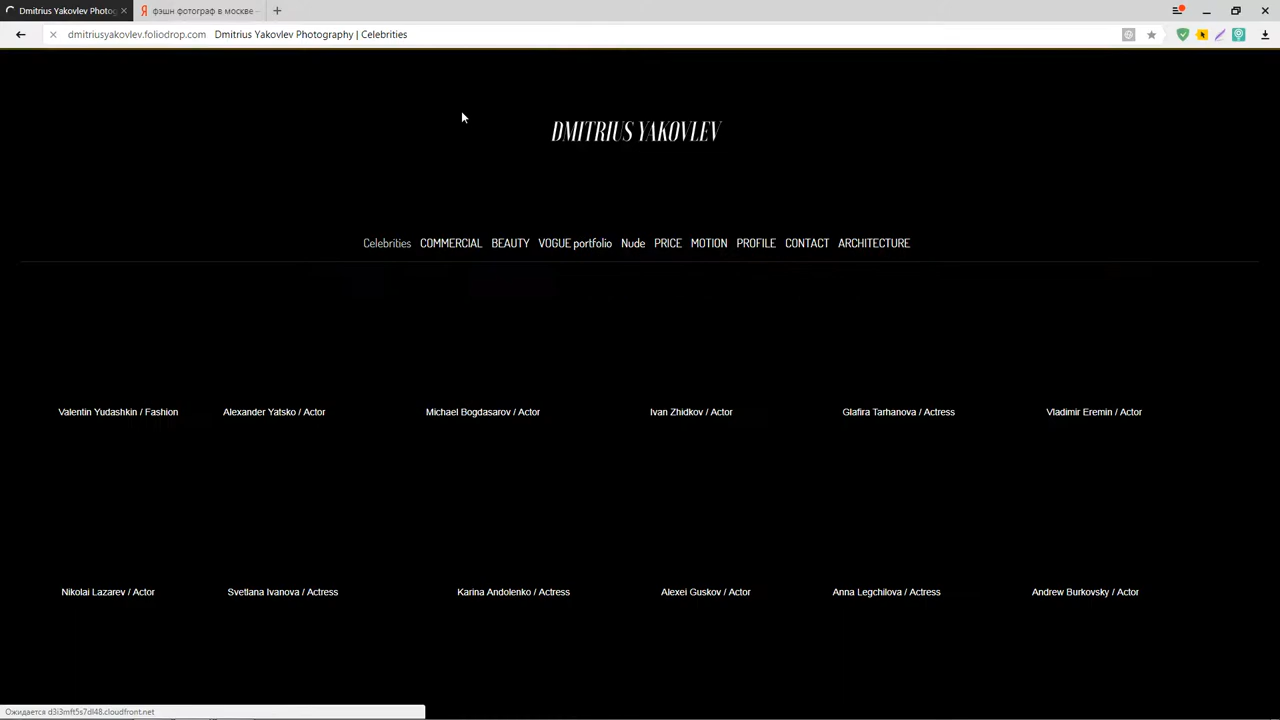 Dmitrius Yakovlev Photog
Я фэшн фотограф в москве –
dmitriusyakovlev.foliodrop.com Dmitrius Yakovlev Photography | Celebrities
DMITRIUS YAKOVLEV
Celebrities COMMERCIAL BEAUTY VOGUE portfolio Nude PRICE MOTION PROFILE CONTACT ARCHITECTURE
Valentin Yudashkin / Fashion Alexander Yatsko / Actor Michael Bogdasarov / Actor Ivan Zhidkov / Actor Glafira Tarhanova / Actress Vladimir Eremin / Actor
Nikolai Lazarev / Actor Svetlana Ivanova / Actress Karina Andolenko / Actress Alexei Guskov / Actor Anna Legchilova / Actress Andrew Burkovsky / Actor
Ожидается d3i3mft5s7dl48.cloudfront.net